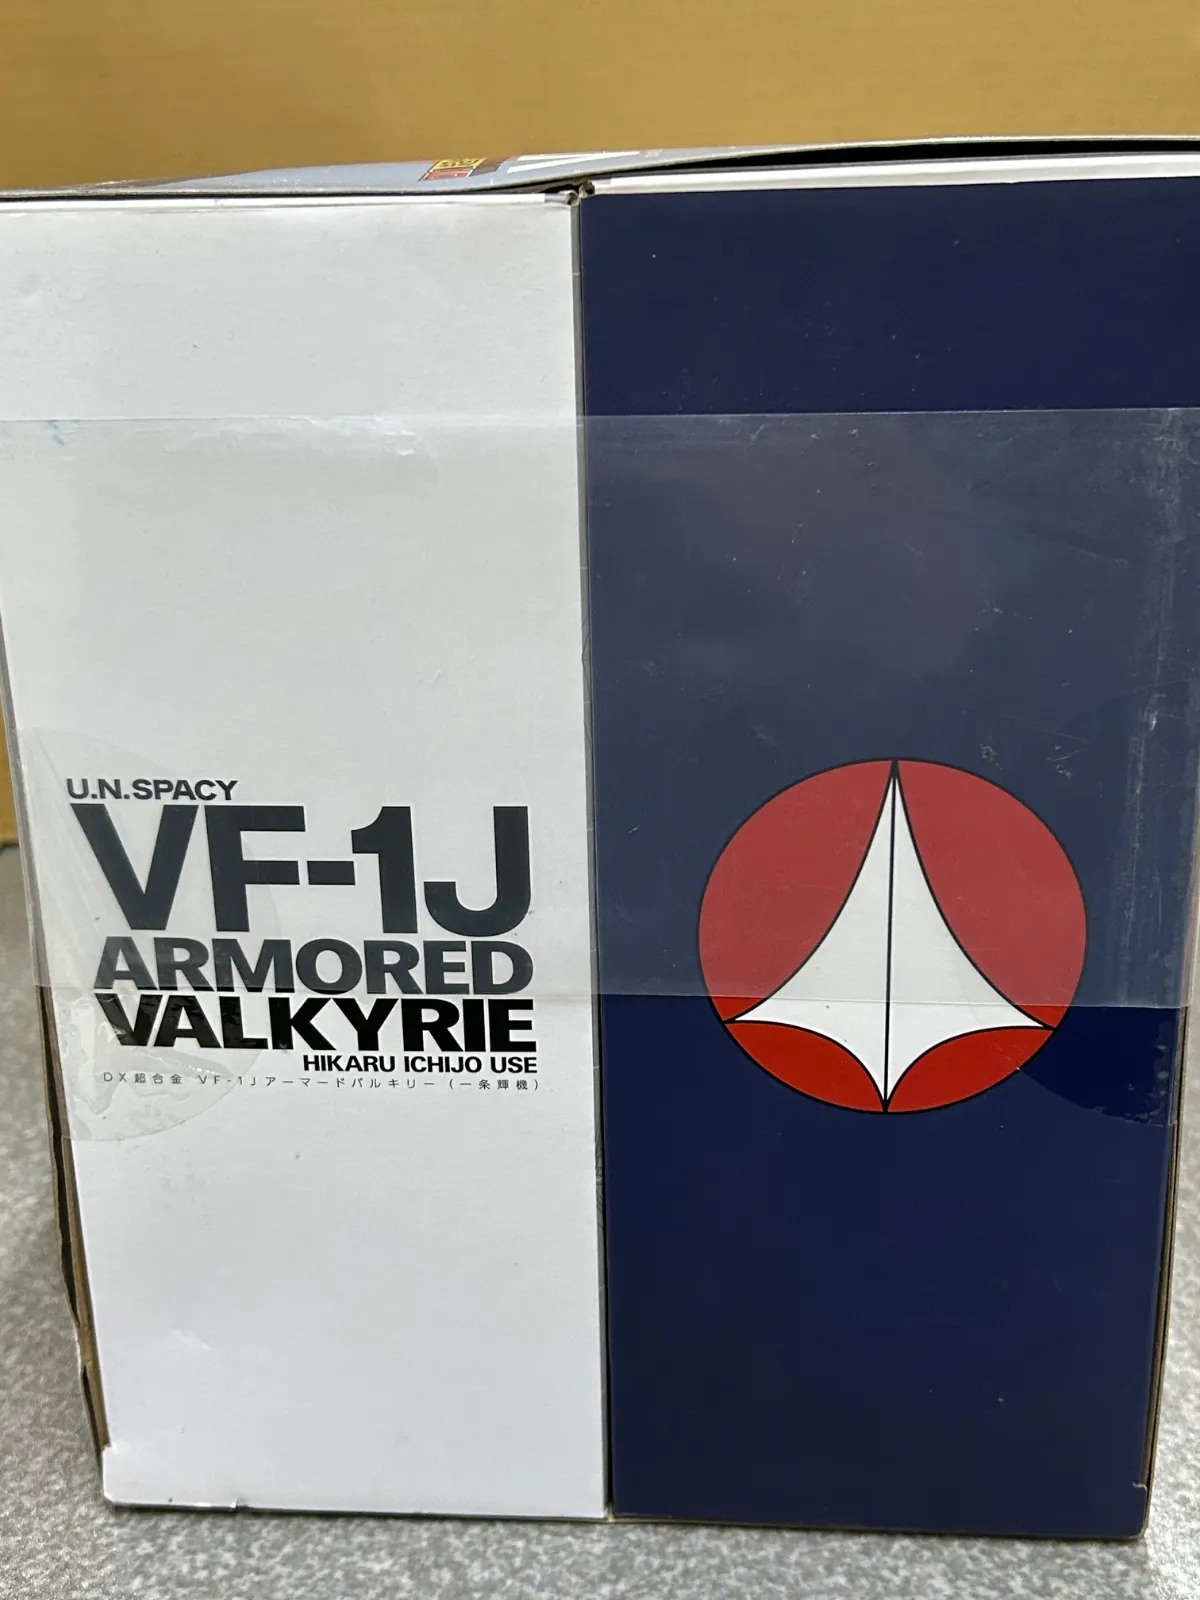 U.N.SPACY
VF-1J
ARMORED
VALKYRIE
HIKARU ICHIJO USE
DX超合金 VF-1Jアーマードバルキリー(一条輝機)